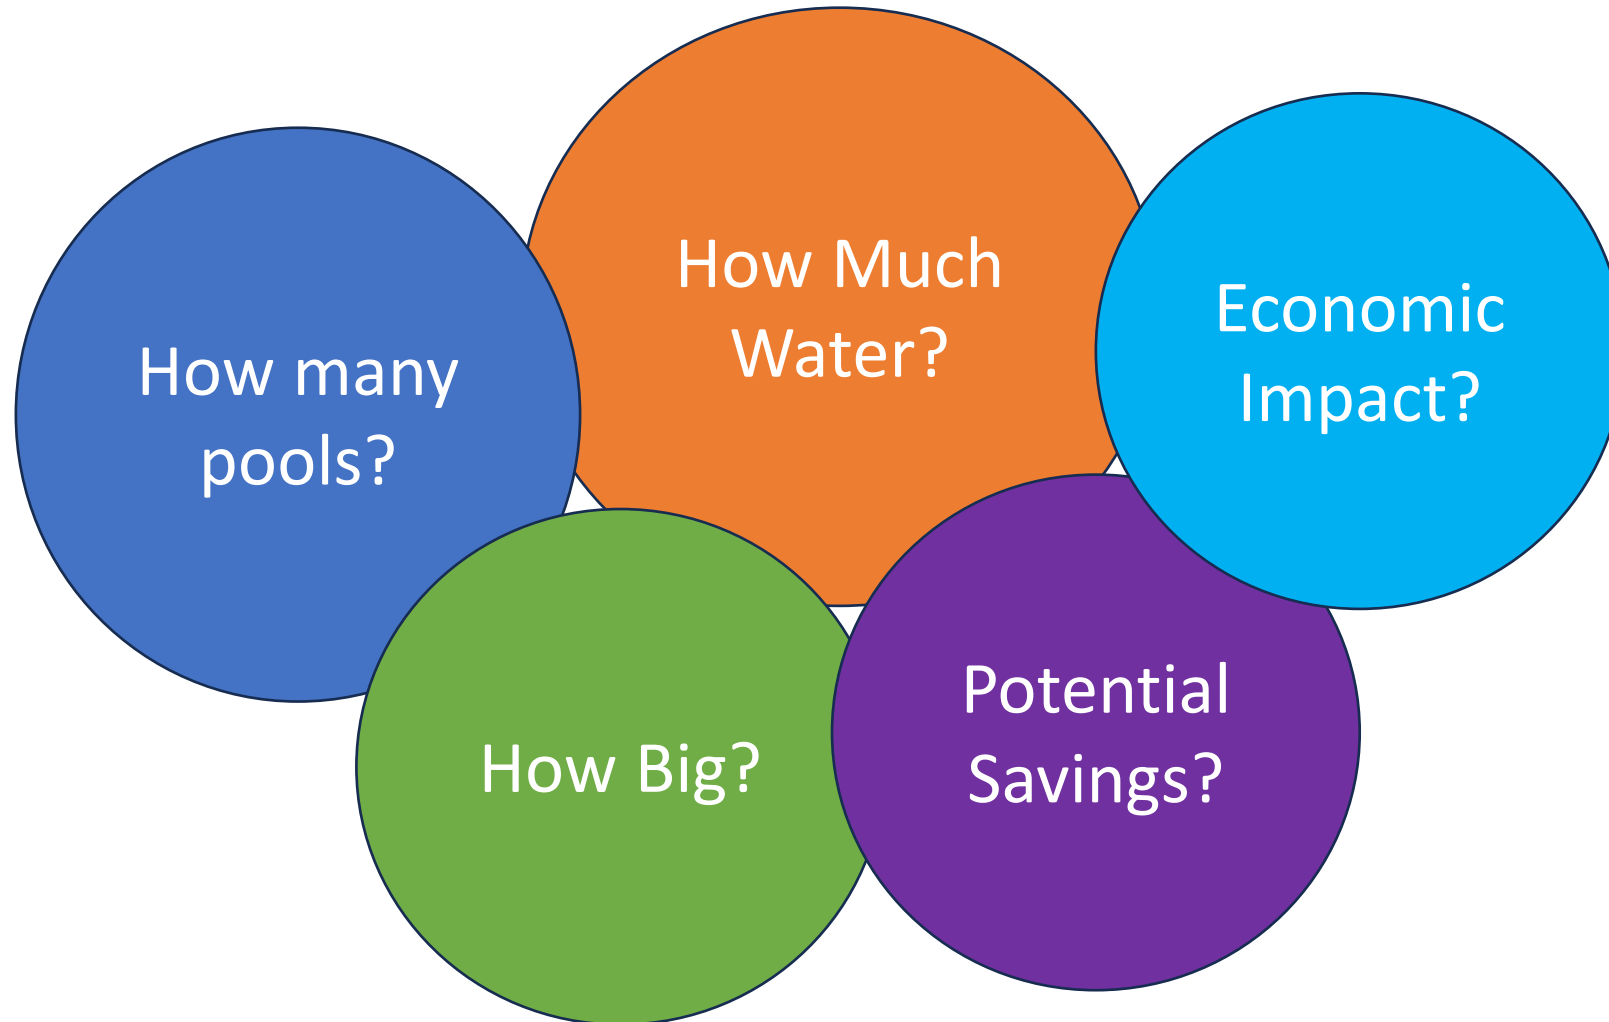 How many
pools?
How Much
Water?
Economic
Impact?
How Big?
Potential
Savings?